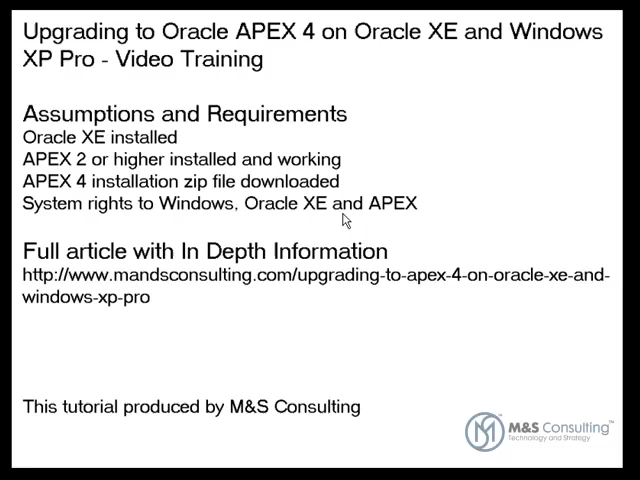 Upgrading to Oracle APEX 4 on Oracle XE and Windows
XP Pro - Video Training
Assumptions and Requirements
Oracle XE installed
APEX 2 or higher installed and working
APEX 4 installation zip file downloaded
System rights to Windows, Oracle XE and APEX
Full article with In Depth Information
http://www.mandsconsulting.com/upgrading-to-apex-4-on-oracle-xe-and-
windows-xp-pro
This tutorial produced by M&S Consulting
M&S Consulting™
Technology and Strategy